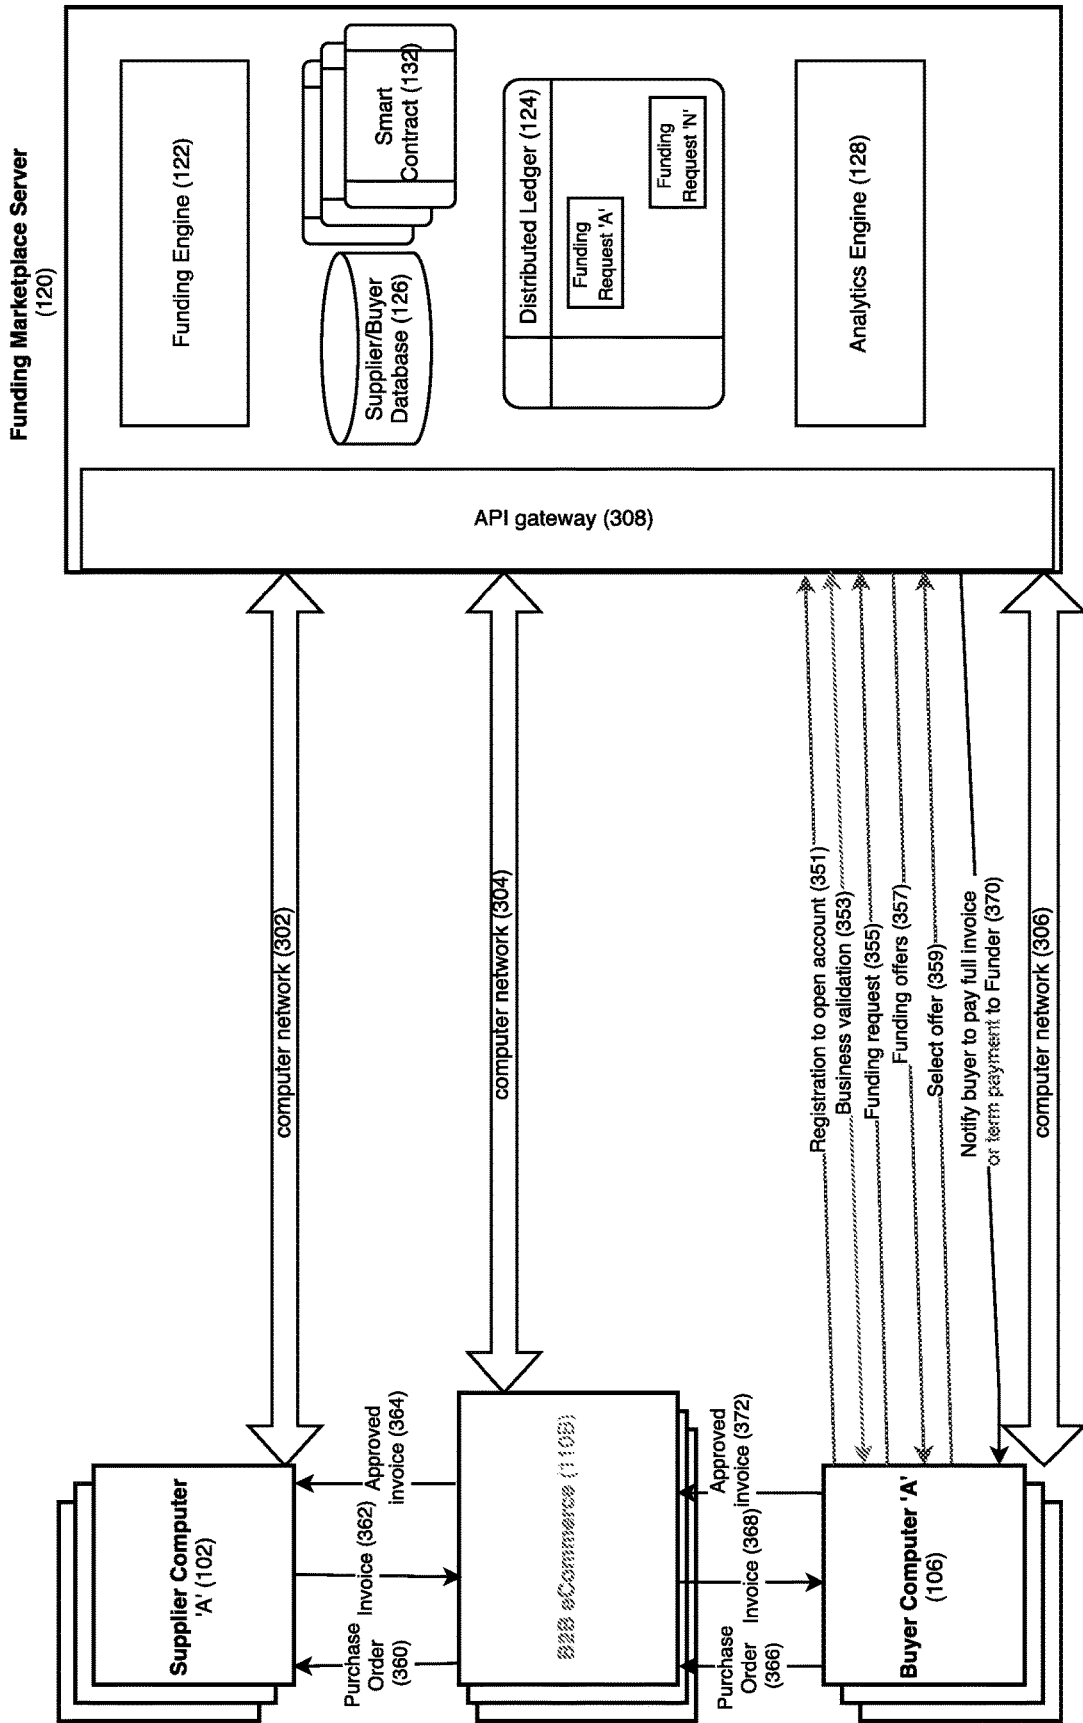 Funding Marketplace Server
(120)
Funding Engine (122)
Supplier/Buyer
Database (126)
Smart
Contract (132)
Distributed Ledger (124)
Funding
Request 'A'
Funding
Request 'N'
Analytics Engine (128)
API gateway (308)
computer network (302)
computer network (304)
Registration to open account (351)
Business validation (353)
Funding request (355)
Funding offers (357)
Select offer (359)
Notify buyer to pay full invoice
or term payment to Funder (370)
computer network (306)
Supplier Computer
'A' (102)
Purchase
Order
(360)
Invoice (362)
Approved
invoice (364)
B2B eCommerce (110B)
Purchase
Order
(366)
Invoice (368)
Approved
invoice (372)
Buyer Computer 'A'
(106)